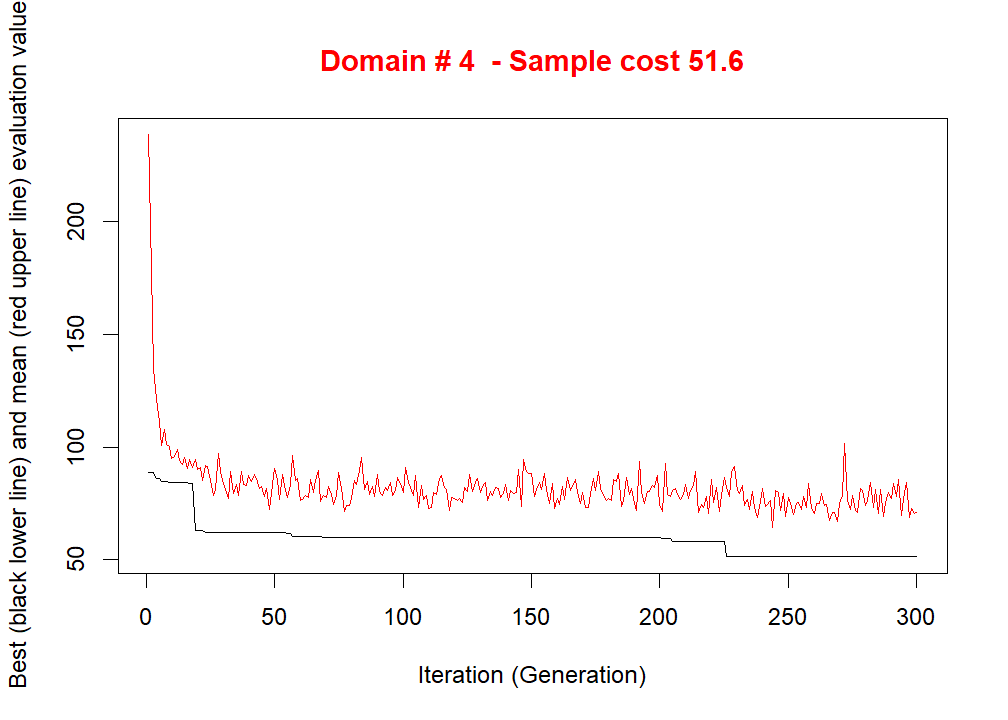 Domain # 4  - Sample cost 51.6
Best (black lower line) and mean (red upper line) evaluation value
200
150
100
50
0 50 100 150 200 250 300
Iteration (Generation)